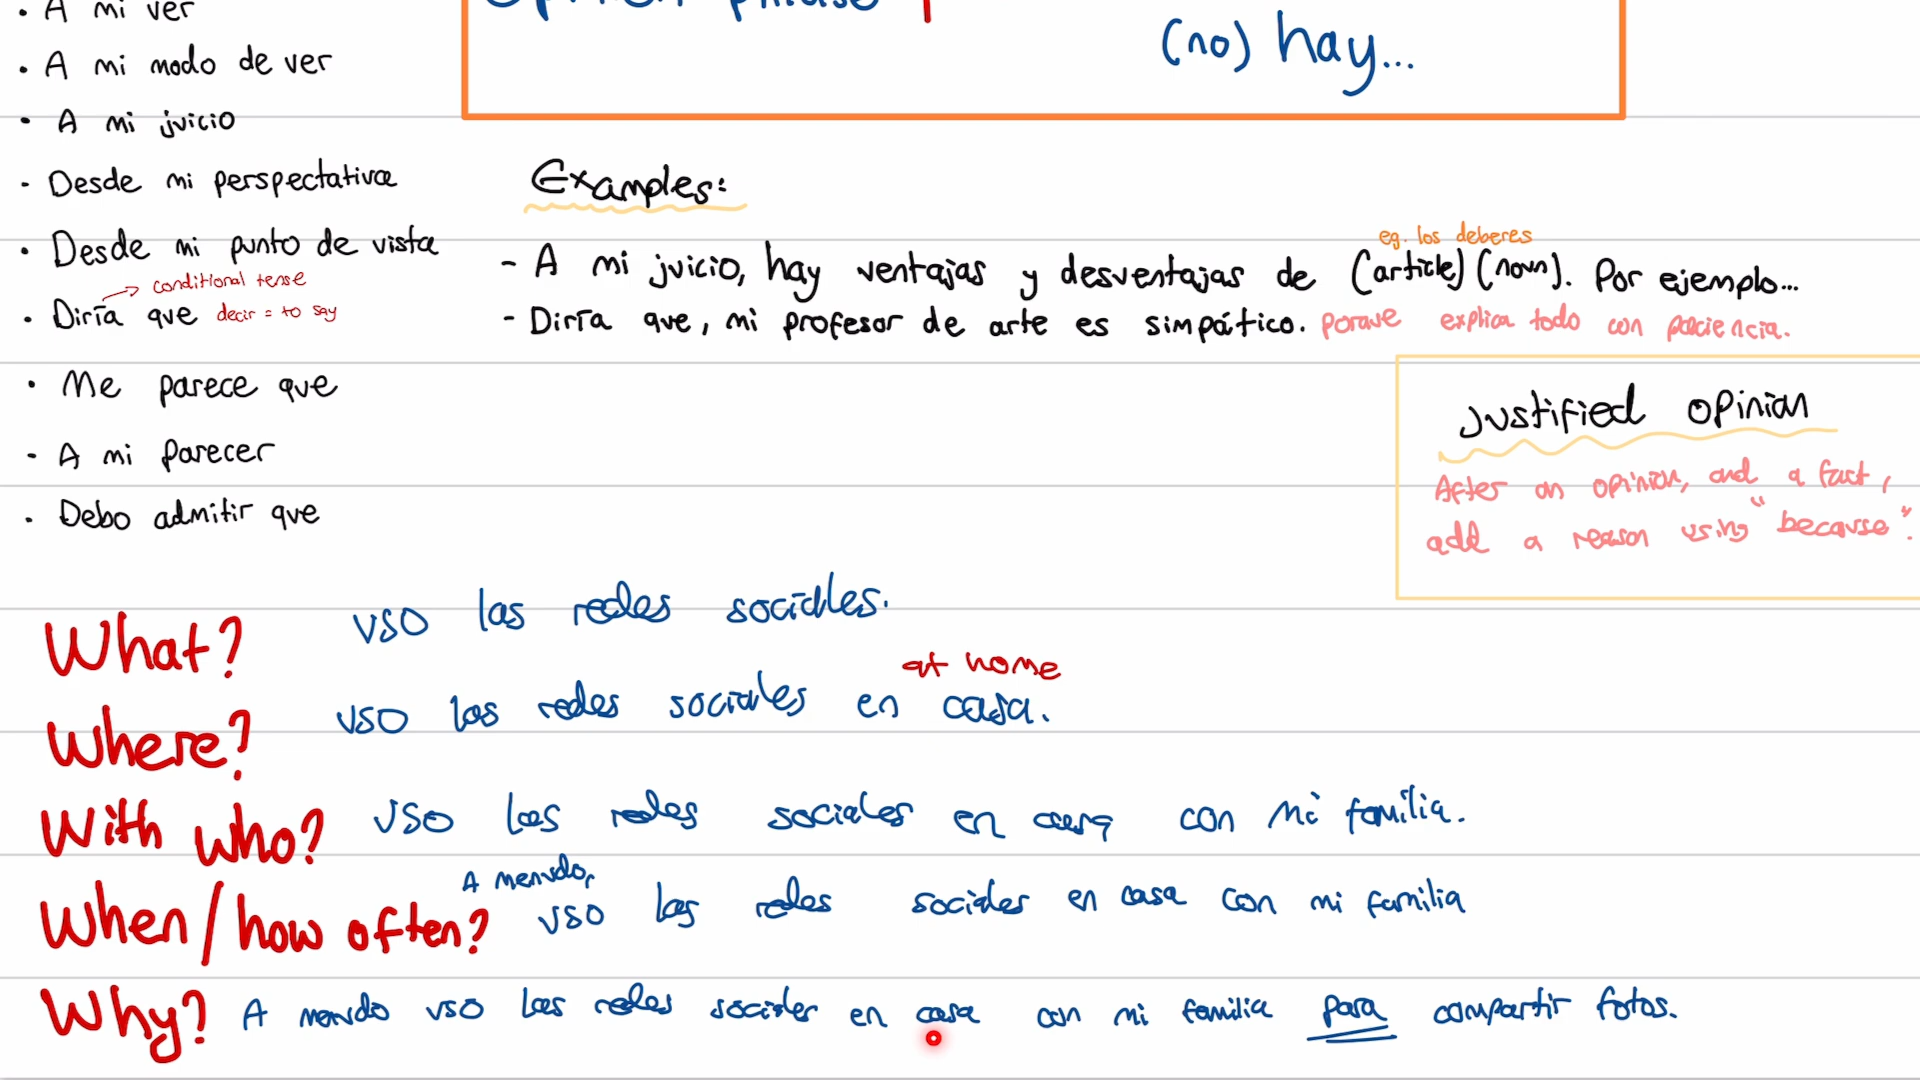 • A mi ver
Opinion phrase
(no) hay...
• A mi modo de ver
• A mi juicio
- Desde mi perspectativa
Examples:
• Desde mi punto de vista
→ conditional tense
eg. los deberes
- A mi juicio, hay ventajas y desventajas de (article) (noun). Por ejemplo...
• Diría que decir = to say
- Diría que, mi profesor de arte es simpático. porque explica todo con paciencia.
• Me parece que
Justified opinion
- A mi parecer
After an opinion, and a fact,
add a reason using "because".
• Debo admitir que
What? uso las redes sociales.
at home
Where? uso las redes sociales en casa.
With who? uso las redes sociales en casa con mi familia.
When/how often? A menudo, uso las redes sociales en casa con mi familia
Why? A menudo uso las redes sociales en casa con mi familia para compartir fotos.